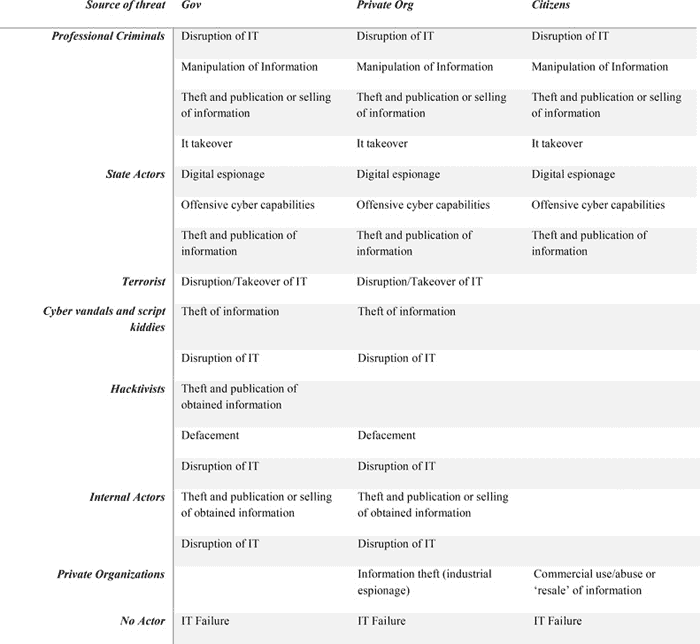 Source of threat Gov Private Org Citizens
Professional Criminals Disruption of IT Disruption of IT Disruption of IT
Manipulation of Information Manipulation of Information Manipulation of Information
Theft and publication or selling Theft and publication or selling Theft and publication or selling
of information of information of information
It takeover It takeover It takeover
State Actors Digital espionage Digital espionage Digital espionage
Offensive cyber capabilities Offensive cyber capabilities Offensive cyber capabilities
Theft and publication of Theft and publication of Theft and publication of
information information information
Terrorist Disruption/Takeover of IT Disruption/Takeover of IT
Cyber vandals and script Theft of information Theft of information
kiddies
Disruption of IT Disruption of IT
Hacktivists Theft and publication of
obtained information
Defacement Defacement
Disruption of IT Disruption of IT
Internal Actors Theft and publication or selling Theft and publication or selling
of obtained information of obtained information
Disruption of IT Disruption of IT
Private Organizations Information theft (industrial Commercial use/abuse or
espionage) ‘resale’ of information
No Actor IT Failure IT Failure IT Failure